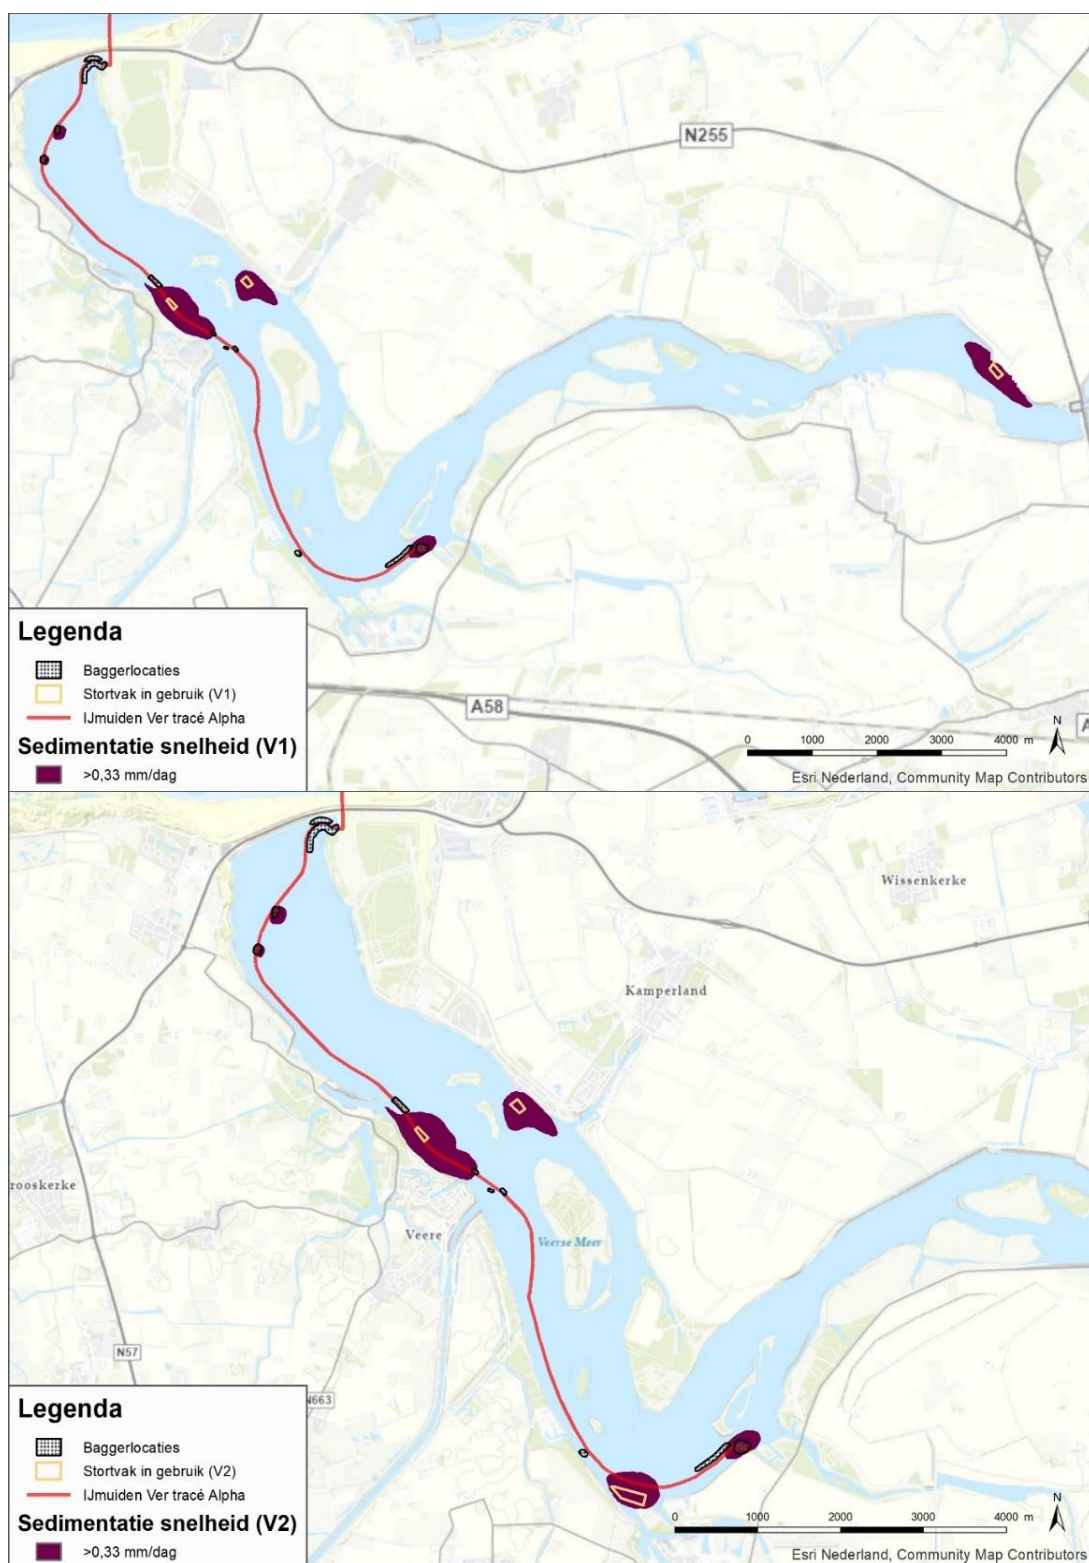 N255
A58
A
Legenda
Baggerlocaties
Stortvak in gebruik (V1)
IJmuiden Ver tracé Alpha
Sedimentatie snelheid (V1)
>0,33 mm/dag
0 1000 2000 3000 4000 m
N
Esri Nederland, Community Map Contributors
Wissenkerke
Kamperland
rooskerke
Veere
Veerse Meer
N57
N663
Legenda
Baggerlocaties
Stortvak in gebruik (V2)
IJmuiden Ver tracé Alpha
Sedimentatie snelheid (V2)
>0,33 mm/dag
0 1000 2000 3000 4000 m
N
Esri Nederland, Community Map Contributors